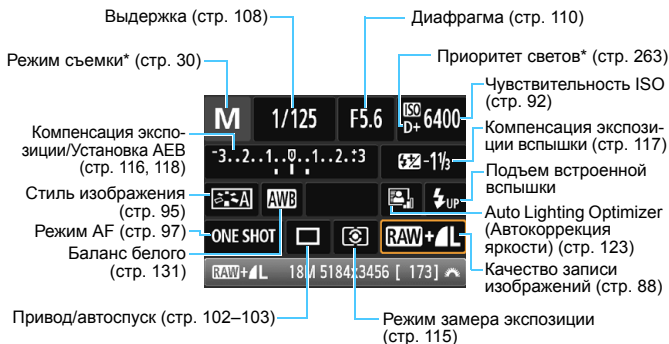 Выдержка (стр. 108)
Диафрагма (стр. 110)
Режим съемки* (стр. 30)
Приоритет светов* (стр. 263)
Чувствительность ISO
(стр. 92)
Компенсация экспо-
зиции/Установка AEB
(стр. 116, 118)
Компенсация экспози-
ции вспышки (стр. 117)
Стиль изображения
(стр. 95)
Подъем встроенной
вспышки
Режим AF (стр. 97)
Auto Lighting Optimizer
(Автокоррекция
яркости) (стр. 123)
Баланс белого
(стр. 131)
Качество записи
изображений (стр. 88)
Привод/автоспуск (стр. 102–103)
Режим замера экспозиции
(стр. 115)
M 1/125 F5.6 ISO D+ 6400
-3..2..1..0..1..2.:3 -1⅓
A AWB UP
ONE SHOT RAW+L
RAW+L 18M 5184x3456 [ 173]